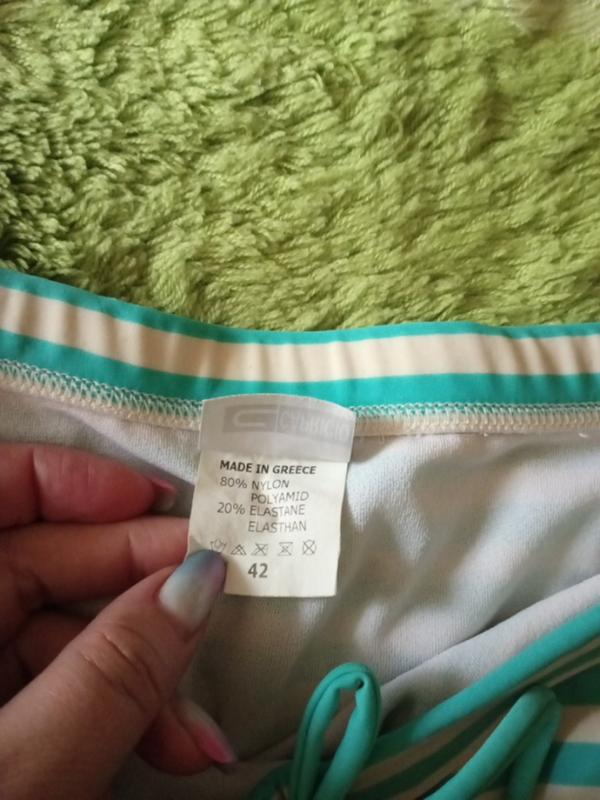 MADE IN GREECE
80% NYLON
POLYAMID
20% ELASTANE
ELASTHAN
42